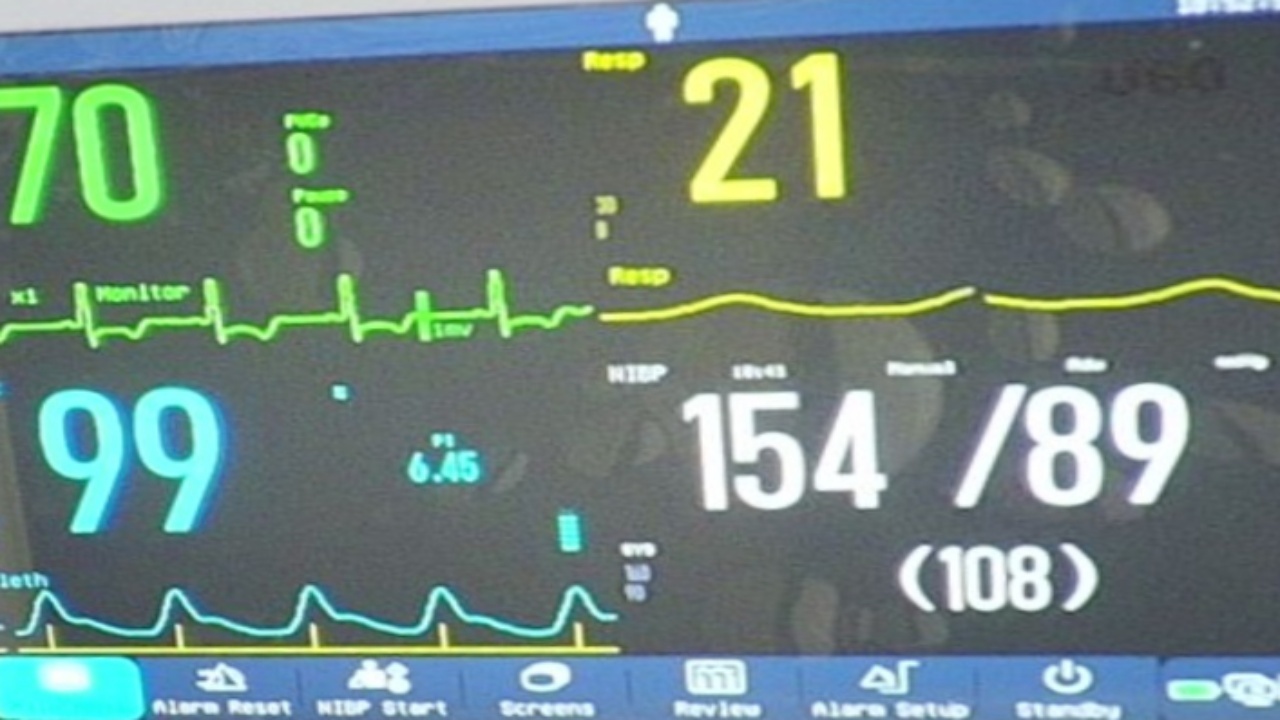 Resp
70
21
PVCs
0
Pause
0
Resp
x1
Monitor
1mV
NIBP
Manual
99
154 /89
PI
6.45
(108)
leth
Alarm Reset
NIBP Start
Screens
Review
Alarm Setup
Standby